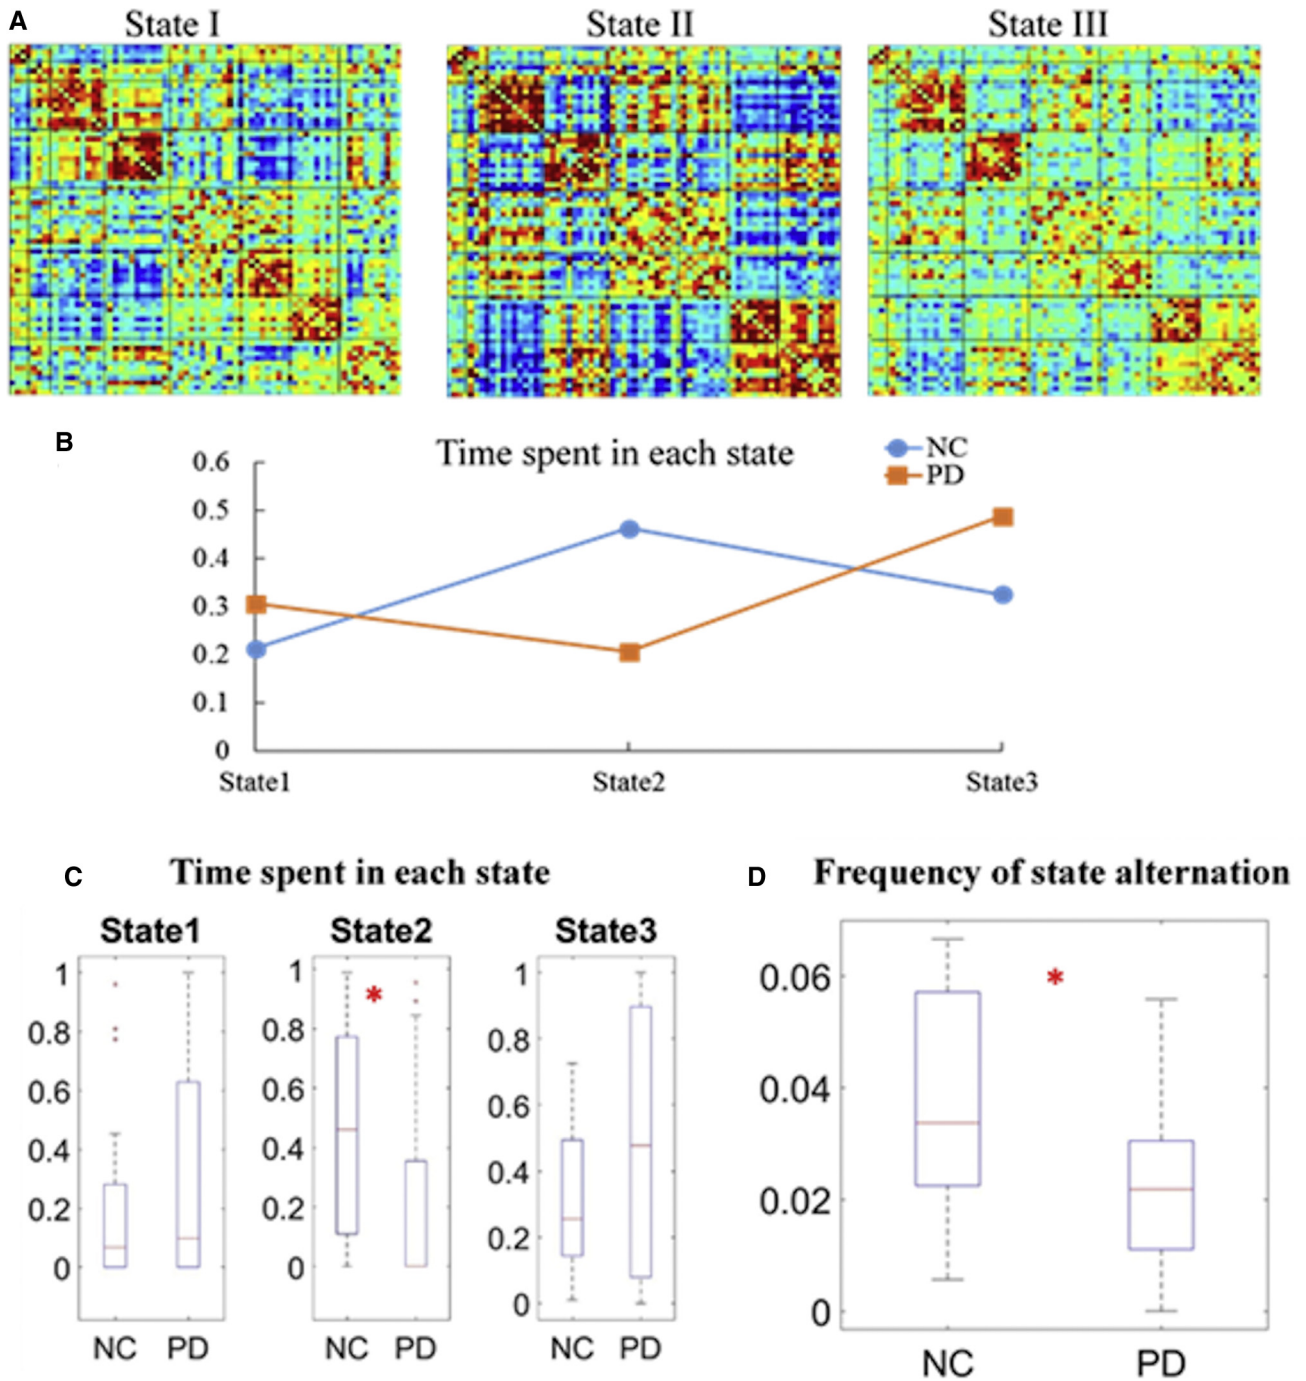 A
State I
State II
State III
B
Time spent in each state
NC
PD
0.6
0.5
0.4
0.3
0.2
0.1
0
State1
State2
State3
C
Time spent in each state
State1
1
0.8
0.6
0.4
0.2
0
NC PD
State2
1
0.8
0.6
0.4
0.2
0
NC PD
State3
1
0.8
0.6
0.4
0.2
0
NC PD
D
Frequency of state alternation
*
0.06
0.04
0.02
0
NC
PD